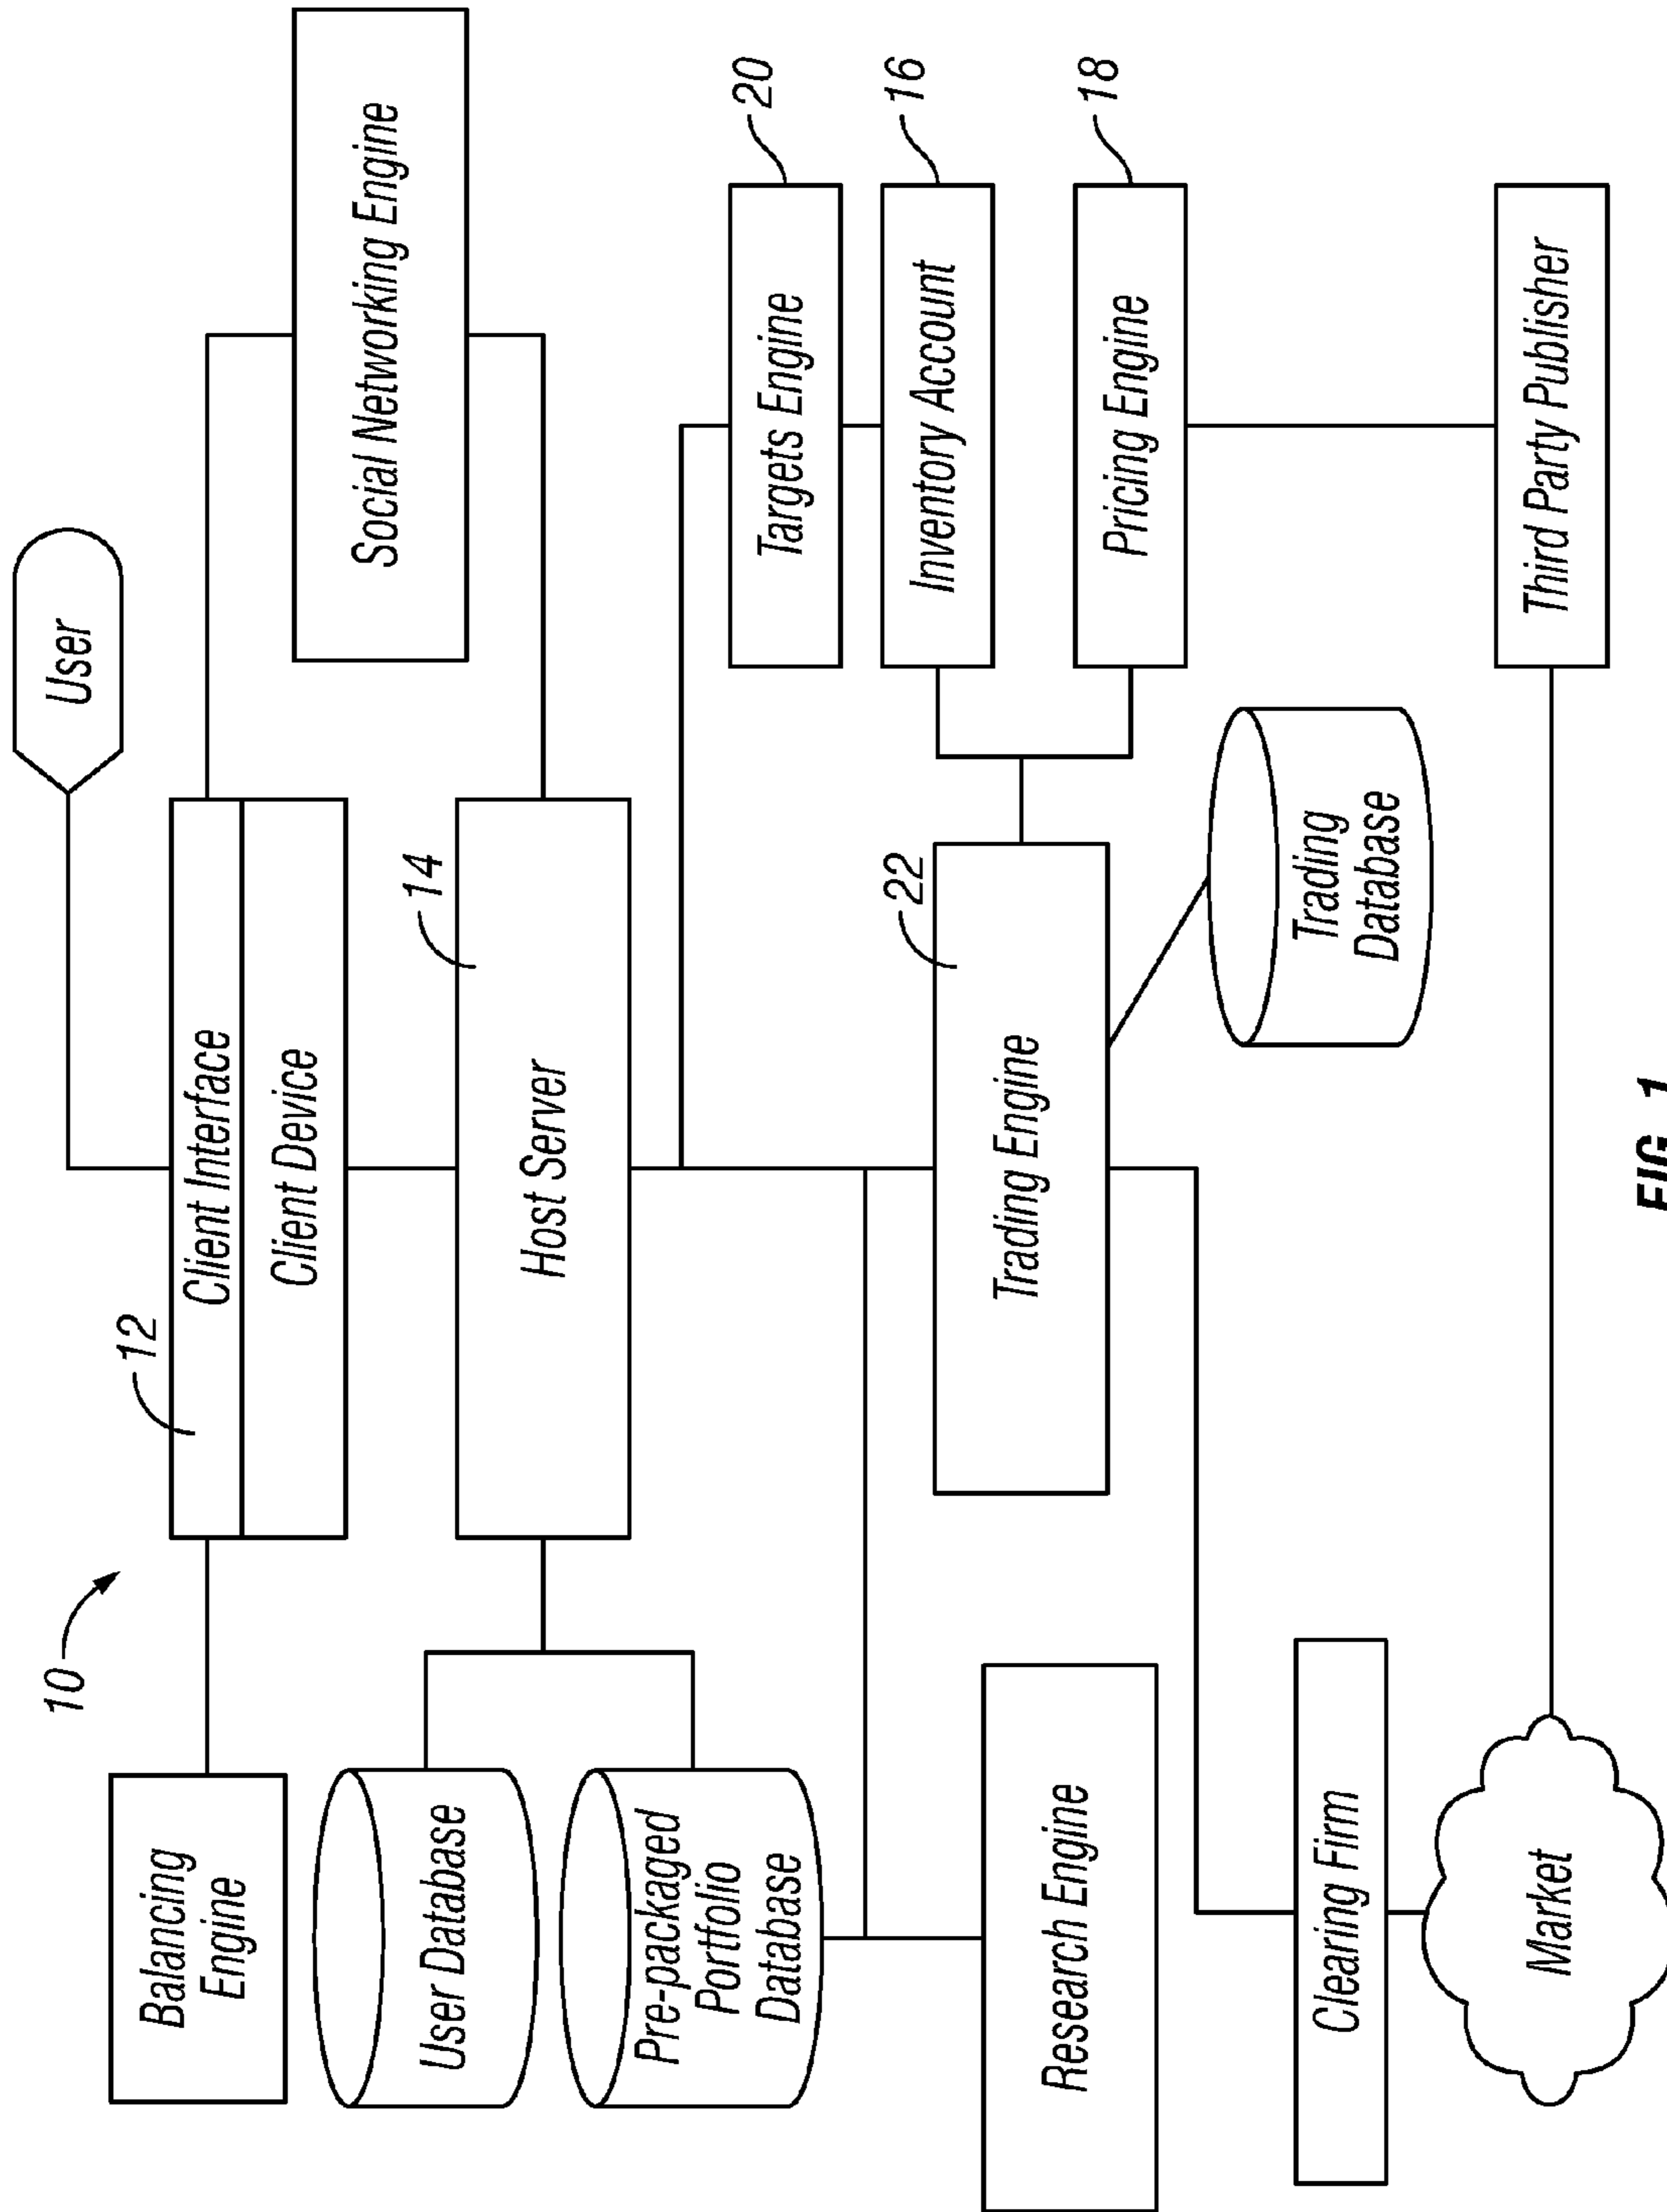 10
User
12
Client Interface
Client Device
Balancing
Engine
Social Networking Engine
14
Host Server
User Database
Pre-packaged
Portfolio
Database
Targets Engine
20
Inventory Account
16
22
Trading Engine
Pricing Engine
18
Research Engine
Trading
Database
Clearing Firm
Market
Third Party Publisher
FIG. 1